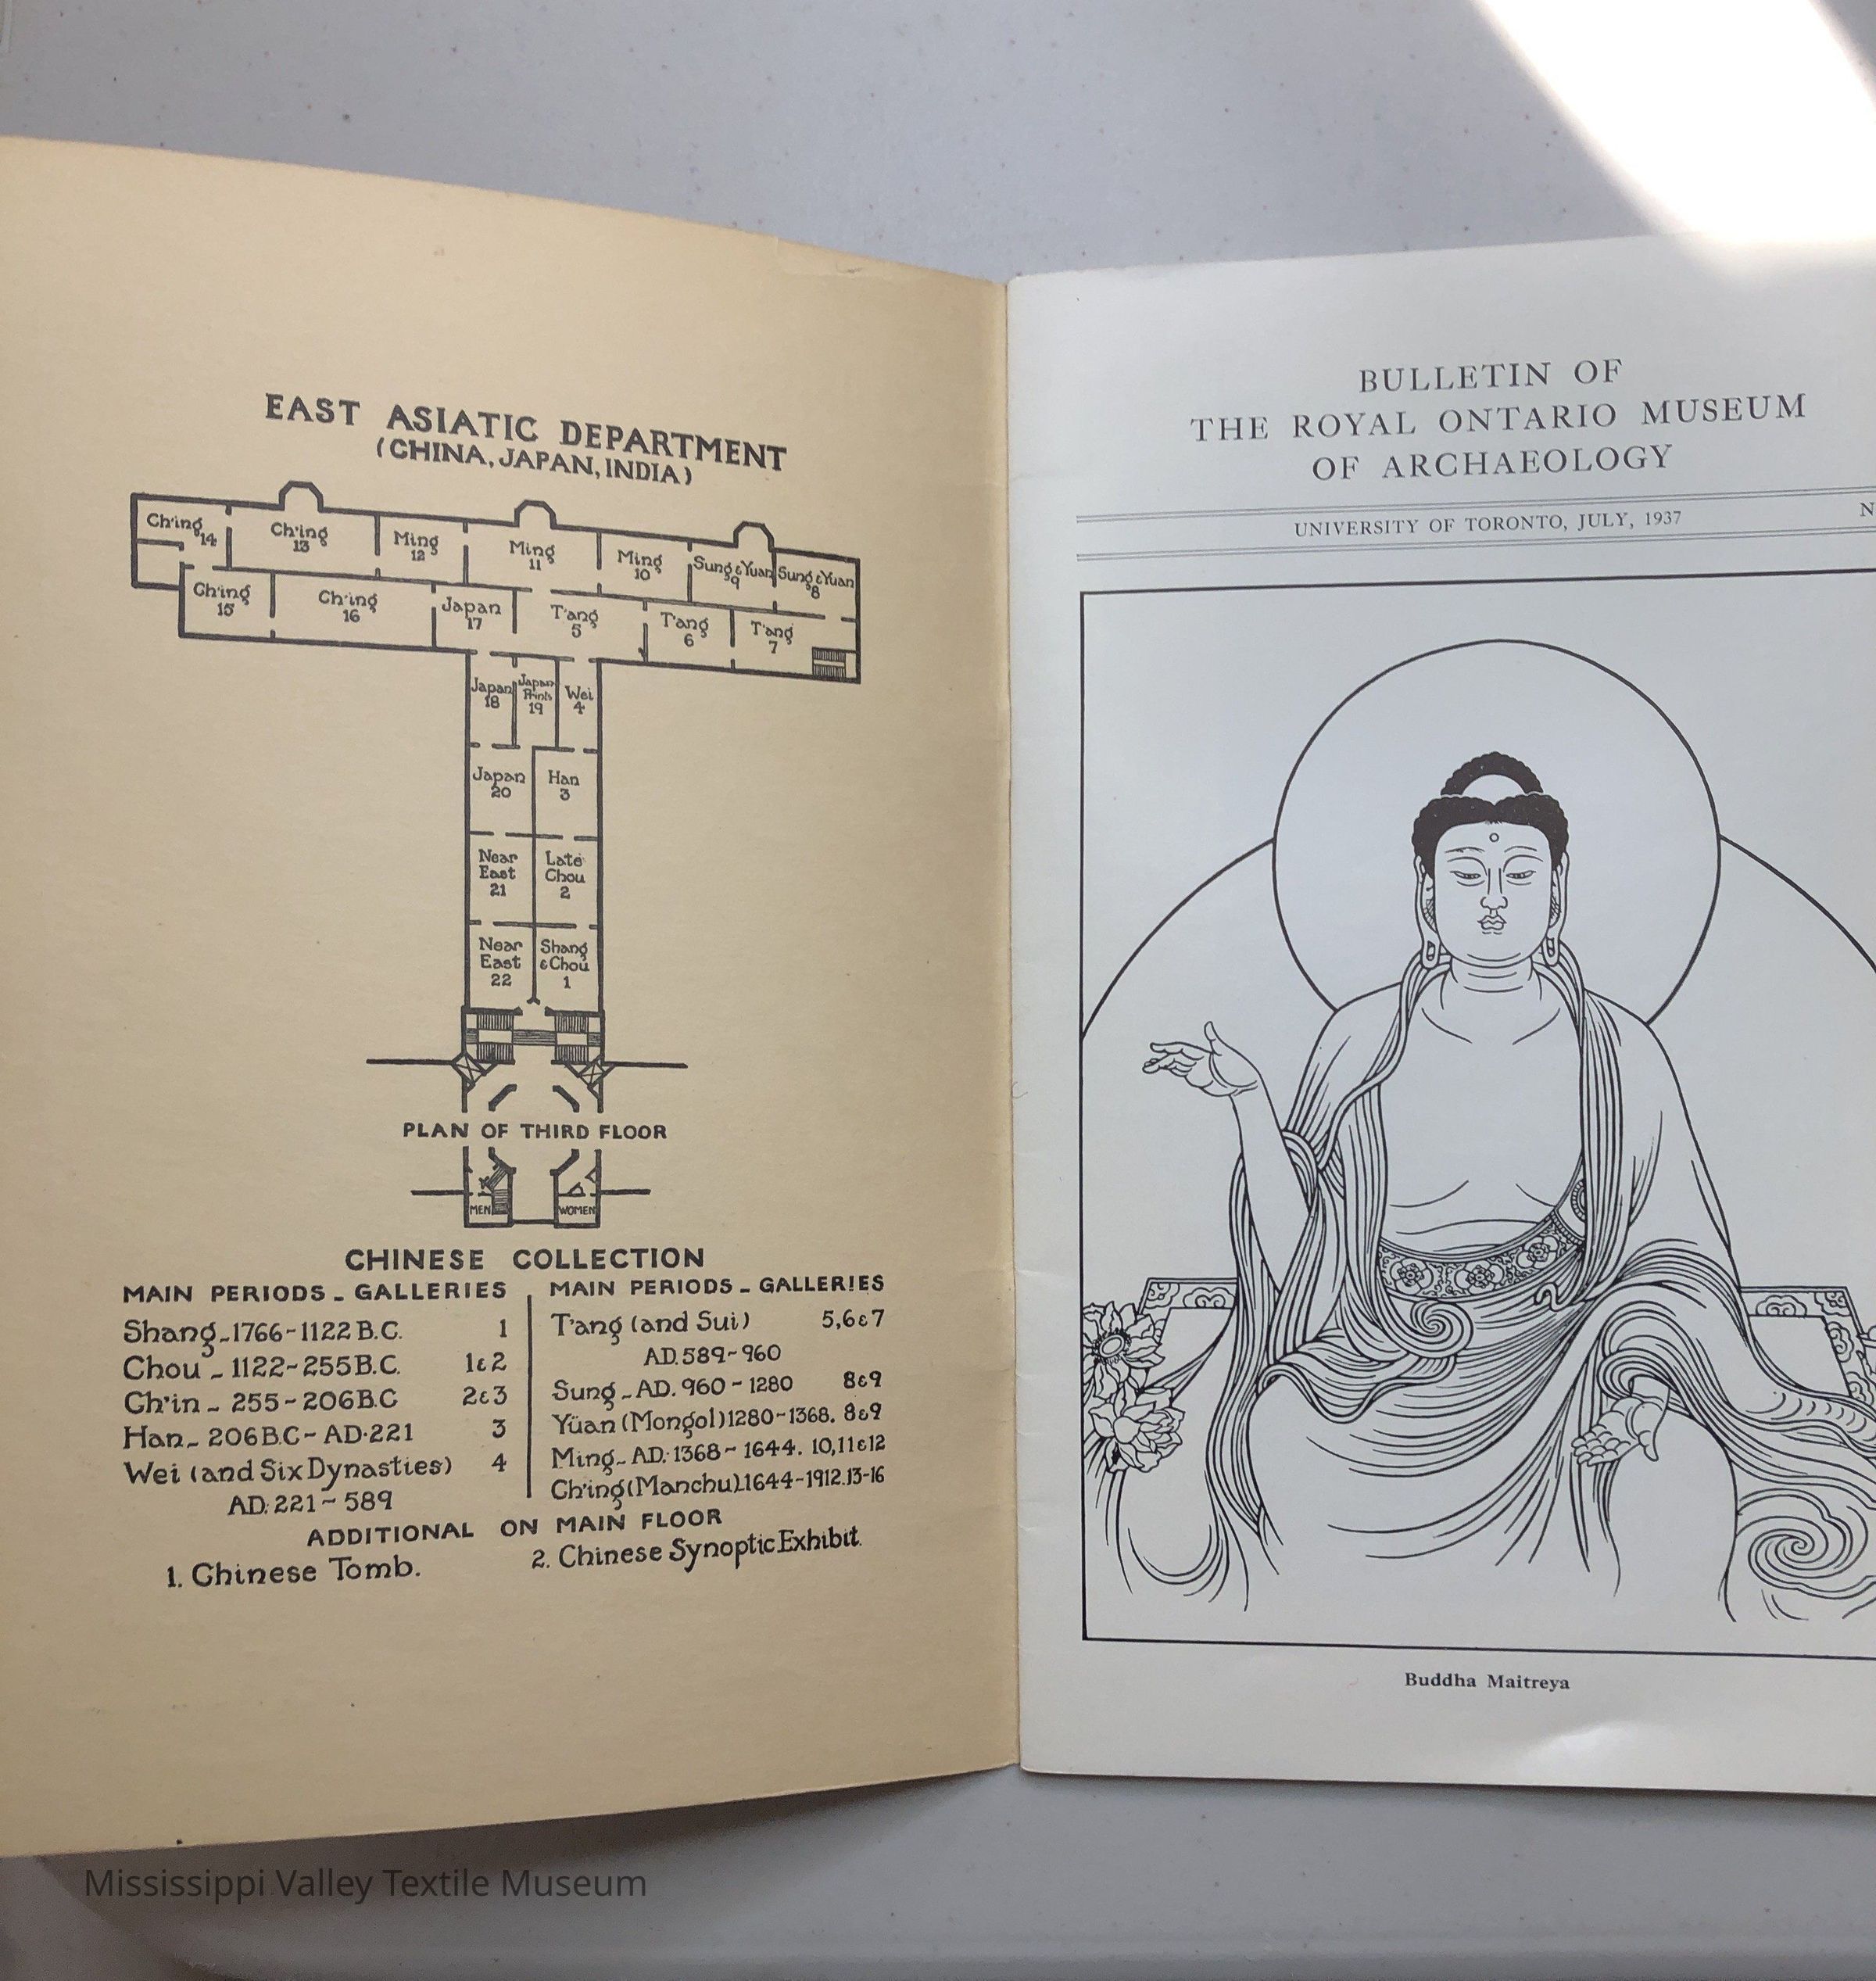 EAST ASIATIC DEPARTMENT
(CHINA, JAPAN, INDIA)
Ch'ing
14
Ch'ing
13
Ming
12
Ming
11
Ming
10
Sung & Yuan
9
Sung & Yuan
8
Ch'ing
15
Ch'ing
16
Japan
17
T'ang
5
T'ang
6
T'ang
7
Japan
18
Japan
Prints
19
Wei
4
Japan
20
Han
3
Near
East
21
Late
Chou
2
Near
East
22
Shang
& Chou
1
PLAN OF THIRD FLOOR
MEN
WOMEN
CHINESE COLLECTION
MAIN PERIODS - GALLERIES
Shang - 1766 - 1122 B.C. 1
Chou - 1122 - 255 B.C. 1 & 2
Ch'in - 255 - 206 B.C 2 & 3
Han - 206 B.C - A.D. 221 3
Wei (and Six Dynasties) 4
A.D. 221 - 589
MAIN PERIODS - GALLERIES
T'ang (and Sui) 5, 6 & 7
A.D. 589 - 960
Sung - A.D. 960 - 1280 8 & 9
Yüan (Mongol) 1280 - 1368. 8 & 9
Ming - A.D. 1368 - 1644. 10, 11 & 12
Ch'ing (Manchu) 1644 - 1912. 13-16
ADDITIONAL ON MAIN FLOOR
1. Chinese Tomb.
2. Chinese Synoptic Exhibit.
BULLETIN OF
THE ROYAL ONTARIO MUSEUM
OF ARCHAEOLOGY
UNIVERSITY OF TORONTO, JULY, 1937
N
Buddha Maitreya
Mississippi Valley Textile Museum